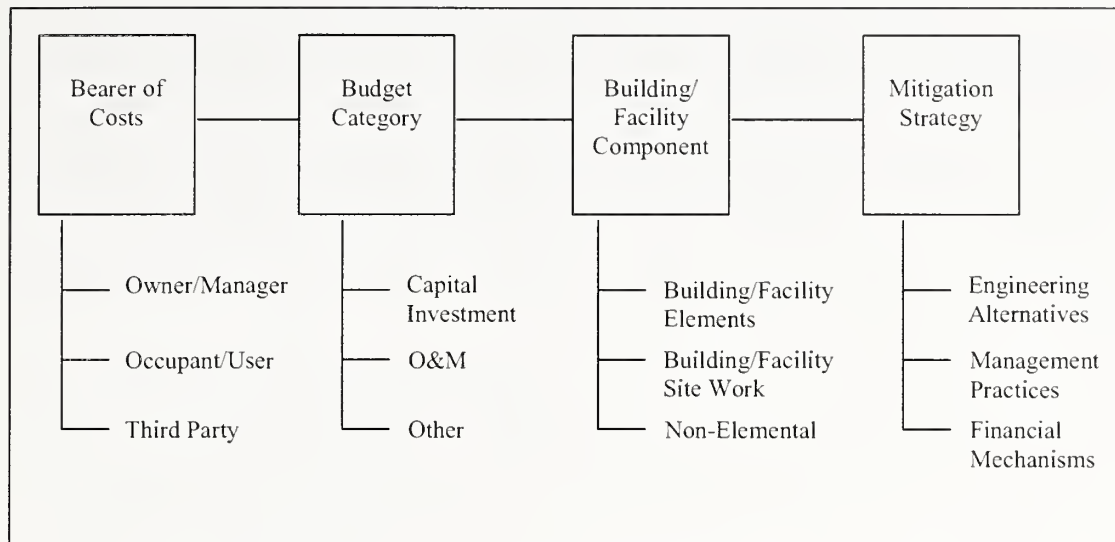 Bearer of
Costs
Budget
Category
Building/
Facility
Component
Mitigation
Strategy
Owner/Manager
Occupant/User
Third Party
Capital
Investment
O&M
Other
Building/Facility
Elements
Building/Facility
Site Work
Non-Elemental
Engineering
Alternatives
Management
Practices
Financial
Mechanisms